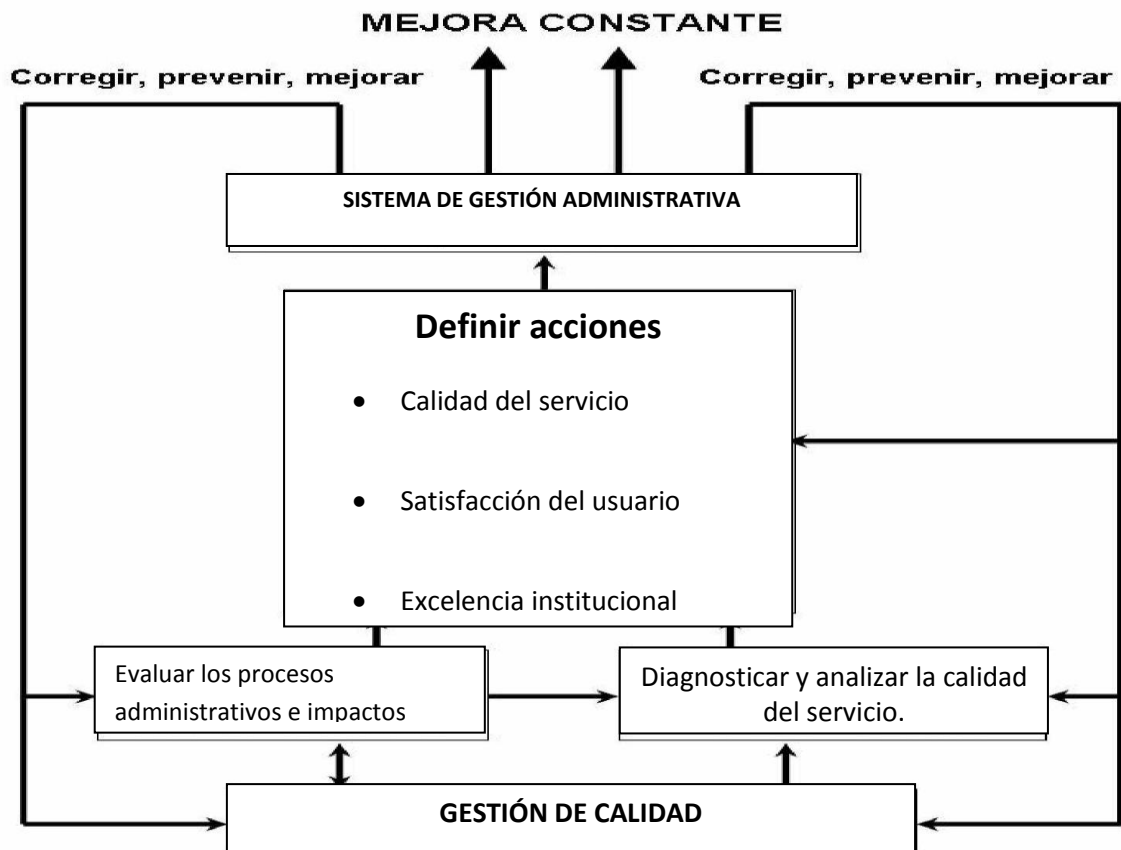 MEJORA CONSTANTE
Corregir, prevenir, mejorar
Corregir, prevenir, mejorar
SISTEMA DE GESTIÓN ADMINISTRATIVA
Definir acciones
• Calidad del servicio
• Satisfacción del usuario
• Excelencia institucional
Evaluar los procesos
administrativos e impactos
Diagnosticar y analizar la calidad
del servicio.
GESTIÓN DE CALIDAD